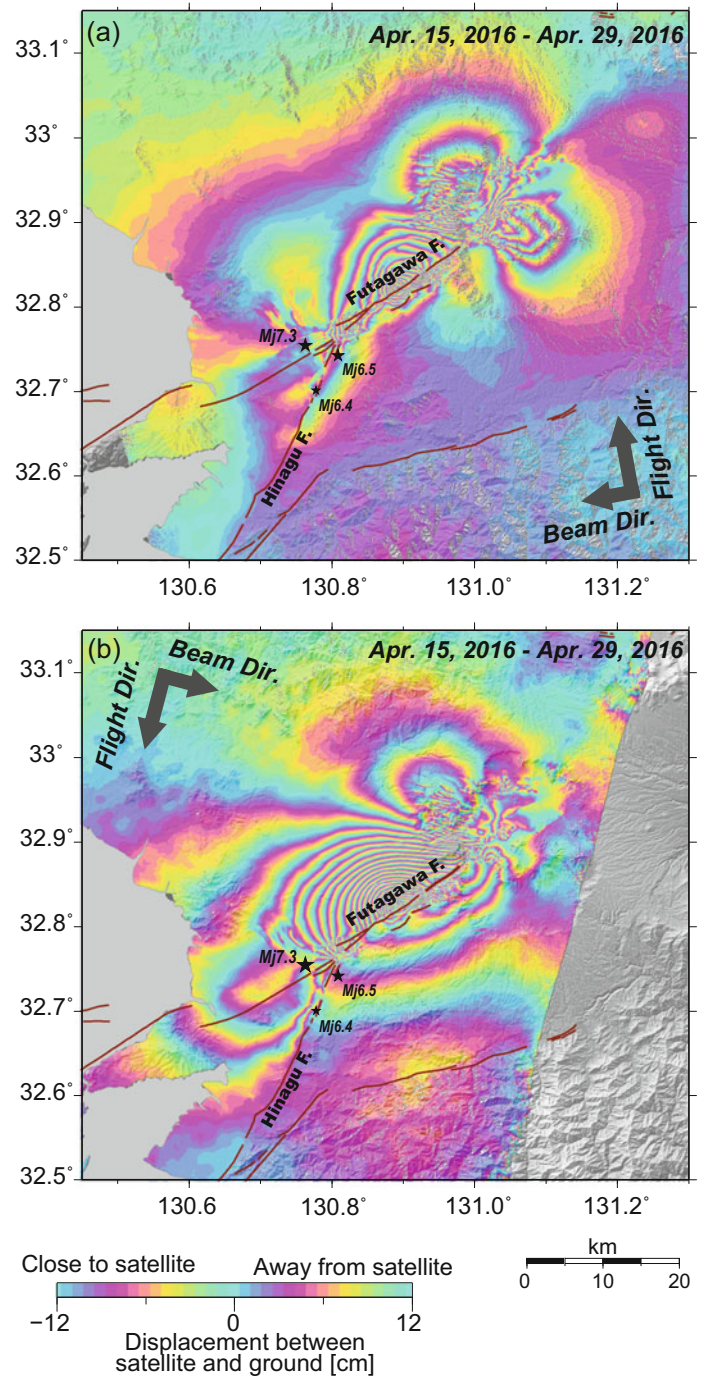 (a)
Apr. 15, 2016 - Apr. 29, 2016
33.1°
33°
32.9°
32.8°
32.7°
32.6°
32.5°
Futagawa F.
Mj7.3
Mj6.5
Mj6.4
Hinagu F.
Flight Dir.
Beam Dir.
130.6°
130.8°
131.0°
131.2°
(b)
Apr. 15, 2016 - Apr. 29, 2016
Beam Dir.
Flight Dir.
33.1°
33°
32.9°
32.8°
32.7°
32.6°
32.5°
Futagawa F.
Mj7.3
Mj6.5
Mj6.4
Hinagu F.
130.6°
130.8°
131.0°
131.2°
Close to satellite
Away from satellite
−12
0
12
Displacement between
satellite and ground [cm]
km
0
10
20